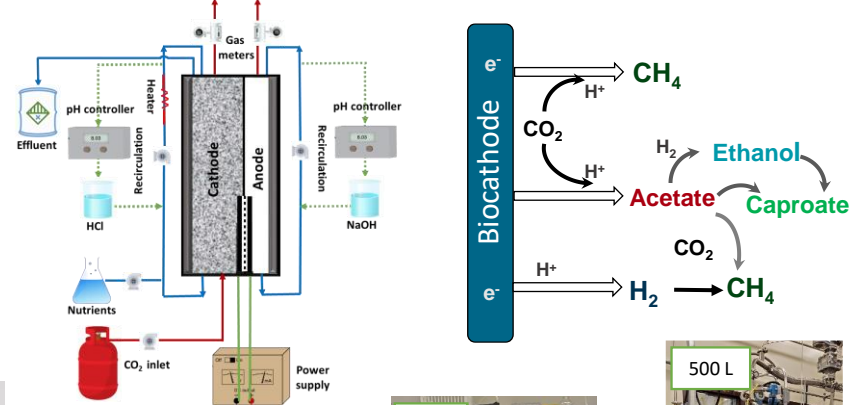 Gas
meters
Heater
pH controller
pH controller
Effluent
Recirculation
Recirculation
Cathode
Anode
HCl
NaOH
Nutrients
CO2 inlet
Power
supply
Biocathode
e-
CH4
H+
CO2
H2
Ethanol
H+
Acetate
Caproate
CO2
H+
e-
H2
CH4
500 L